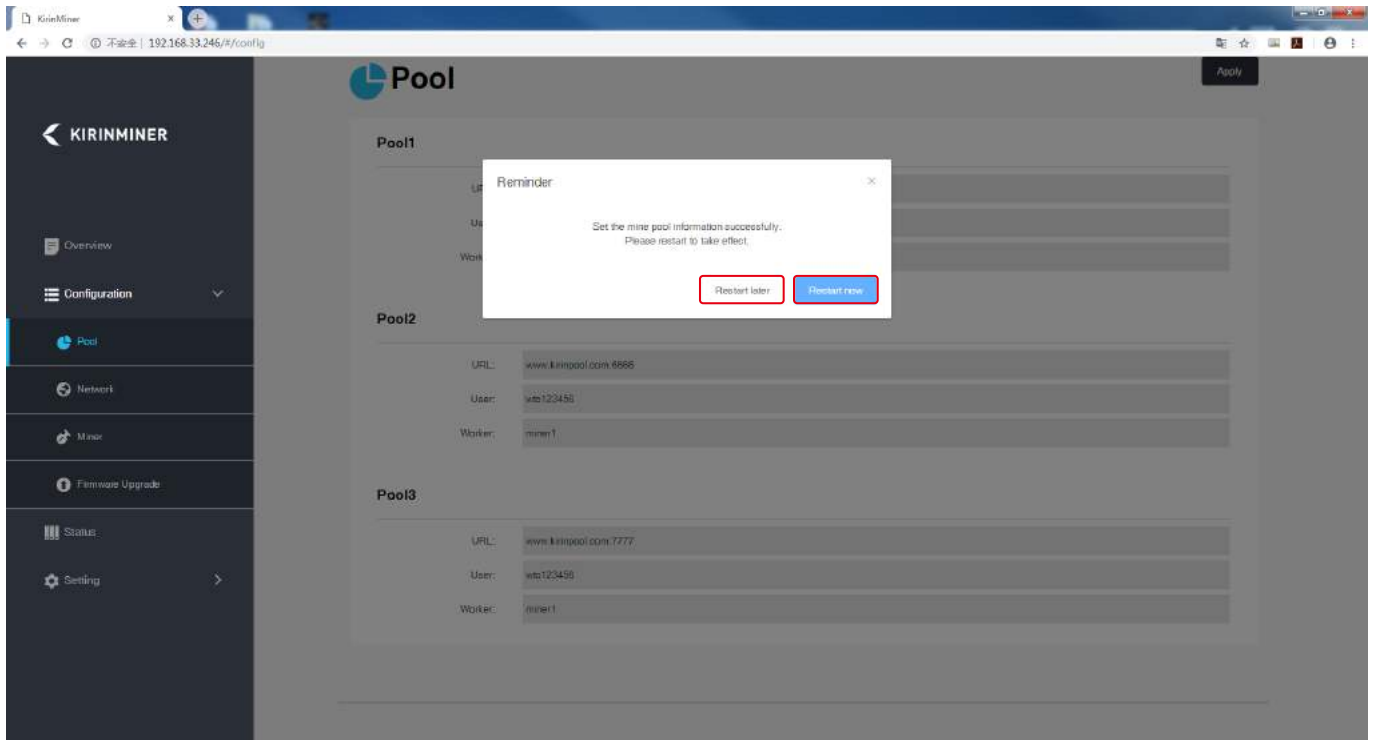 KirinMiner
不安全 | 192.168.33.246/#/config
Pool
Apply
KIRINMINER
Pool1
Reminder
Set the mine pool information successfully.
Please restart to take effect.
Restart later
Restart now
Overview
Configuration
Pool
Network
Miner
Firmware Upgrade
Status
Setting
Pool2
URL:
www.kirinpool.com:6666
User:
Worker:
miner1
Pool3
URL:
www.kirinpool.com:7777
User:
Worker:
miner1